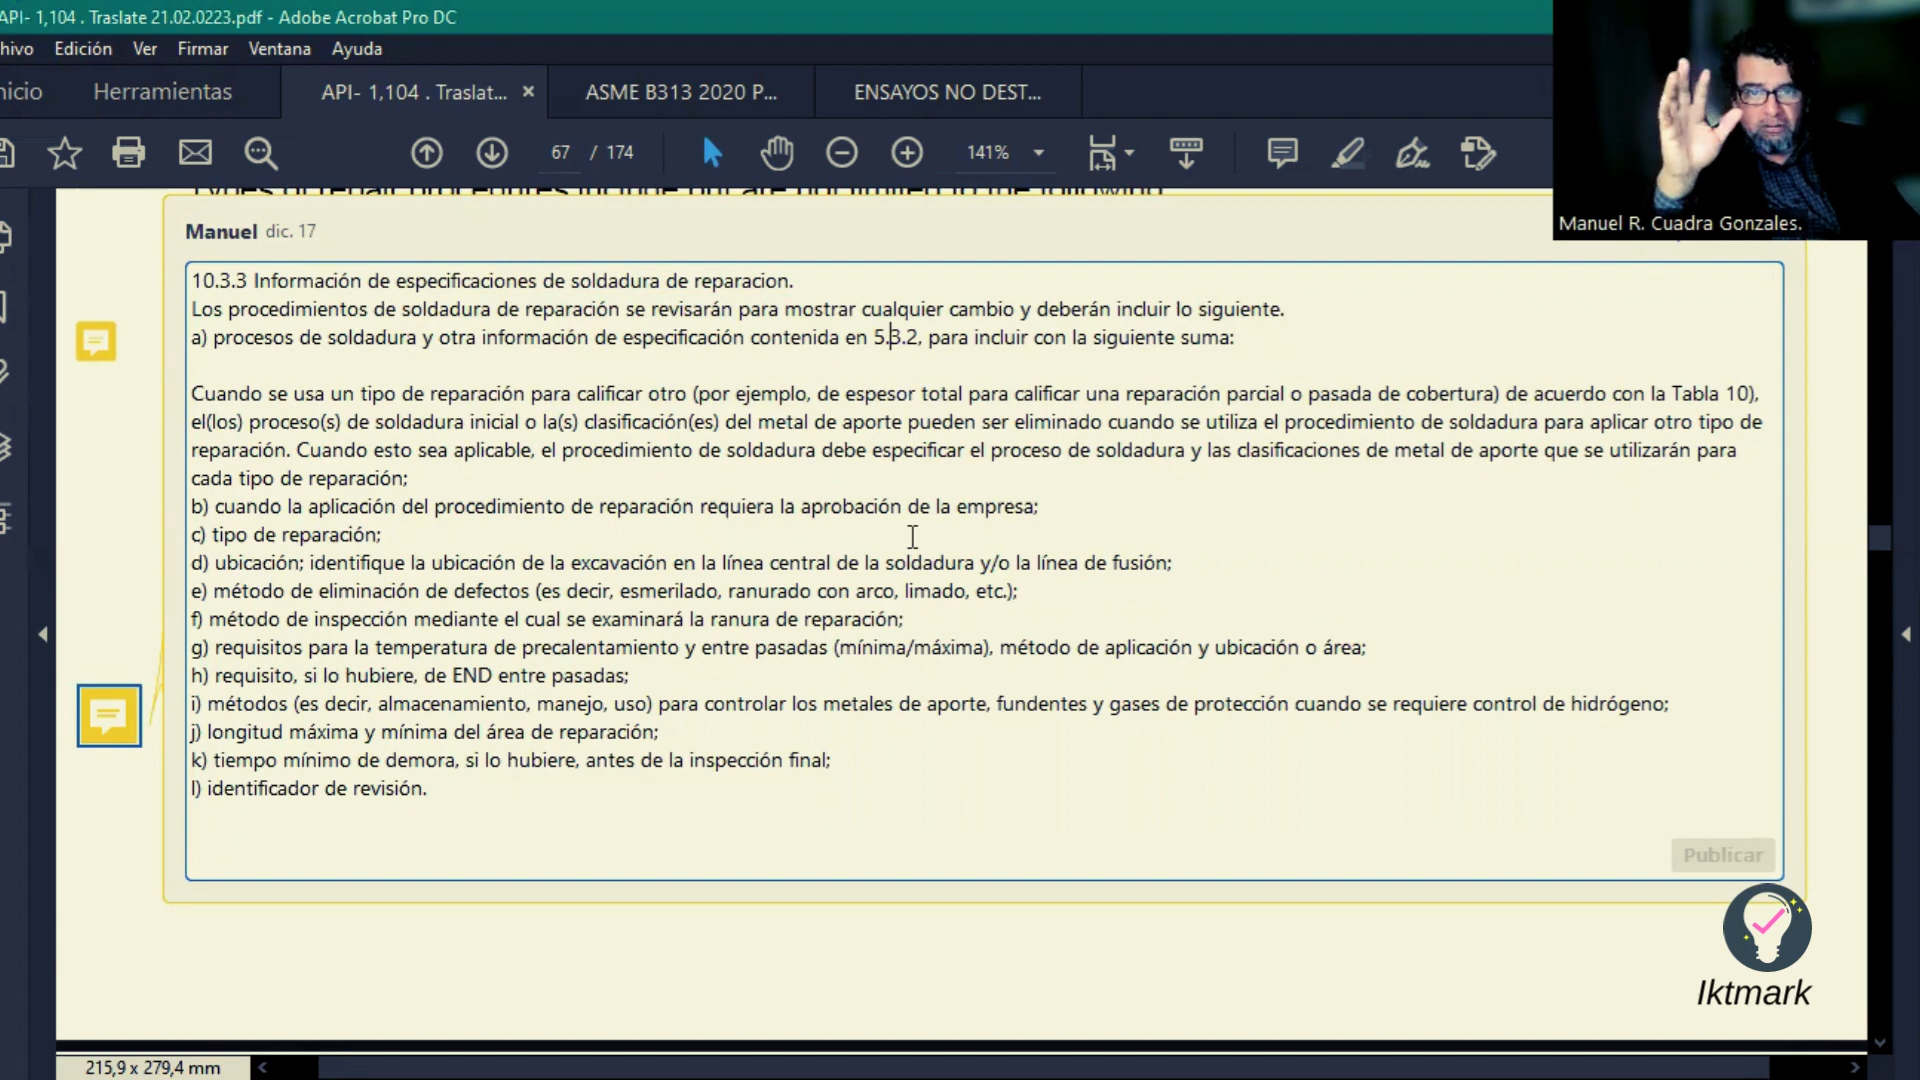 API- 1,104 . Traslate 21.02.0223.pdf - Adobe Acrobat Pro DC
hivo Edición Ver Firmar Ventana Ayuda
nicio Herramientas API- 1,104 . Traslat... × ASME B313 2020 P... ENSAYOS NO DEST...
67 / 174 141%
Types of repair procedures include but are not limited to the following
Manuel R. Cuadra Gonzales.
Manuel dic. 17
10.3.3 Información de especificaciones de soldadura de reparacion.
Los procedimientos de soldadura de reparación se revisarán para mostrar cualquier cambio y deberán incluir lo siguiente.
a) procesos de soldadura y otra información de especificación contenida en 5.3.2, para incluir con la siguiente suma:
Cuando se usa un tipo de reparación para calificar otro (por ejemplo, de espesor total para calificar una reparación parcial o pasada de cobertura) de acuerdo con la Tabla 10),
el(los) proceso(s) de soldadura inicial o la(s) clasificación(es) del metal de aporte pueden ser eliminado cuando se utiliza el procedimiento de soldadura para aplicar otro tipo de
reparación. Cuando esto sea aplicable, el procedimiento de soldadura debe especificar el proceso de soldadura y las clasificaciones de metal de aporte que se utilizarán para
cada tipo de reparación;
b) cuando la aplicación del procedimiento de reparación requiera la aprobación de la empresa;
c) tipo de reparación;
d) ubicación; identifique la ubicación de la excavación en la línea central de la soldadura y/o la línea de fusión;
e) método de eliminación de defectos (es decir, esmerilado, ranurado con arco, limado, etc.);
f) método de inspección mediante el cual se examinará la ranura de reparación;
g) requisitos para la temperatura de precalentamiento y entre pasadas (mínima/máxima), método de aplicación y ubicación o área;
h) requisito, si lo hubiere, de END entre pasadas;
i) métodos (es decir, almacenamiento, manejo, uso) para controlar los metales de aporte, fundentes y gases de protección cuando se requiere control de hidrógeno;
j) longitud máxima y mínima del área de reparación;
k) tiempo mínimo de demora, si lo hubiere, antes de la inspección final;
l) identificador de revisión.
Publicar
Iktmark
215,9 x 279,4 mm